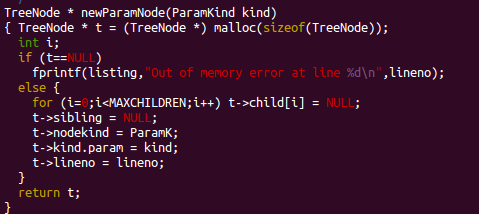 TreeNode * newParamNode(ParamKind kind)
{ TreeNode * t = (TreeNode *) malloc(sizeof(TreeNode));
  int i;
  if (t==NULL)
    fprintf(listing,"Out of memory error at line %d\n",lineno);
  else {
    for (i=0;i<MAXCHILDREN;i++) t->child[i] = NULL;
    t->sibling = NULL;
    t->nodekind = ParamK;
    t->kind.param = kind;
    t->lineno = lineno;
  }
  return t;
}